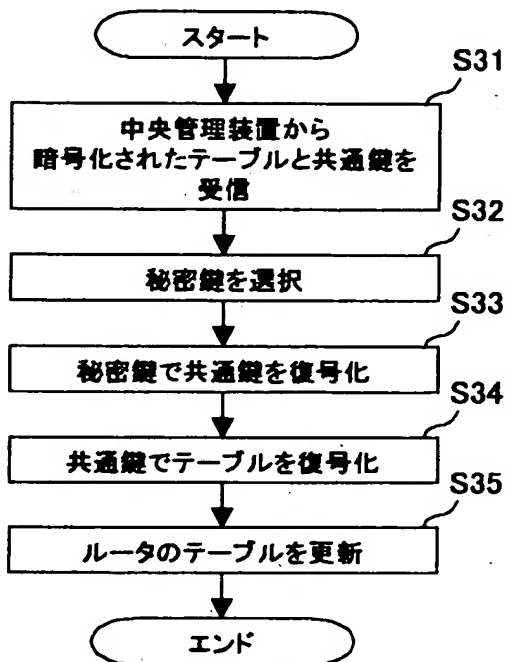 スタート
S31
中央管理装置から
暗号化されたテーブルと共通鍵を
受信
S32
秘密鍵を選択
S33
秘密鍵で共通鍵を復号化
S34
共通鍵でテーブルを復号化
S35
ルータのテーブルを更新
エンド